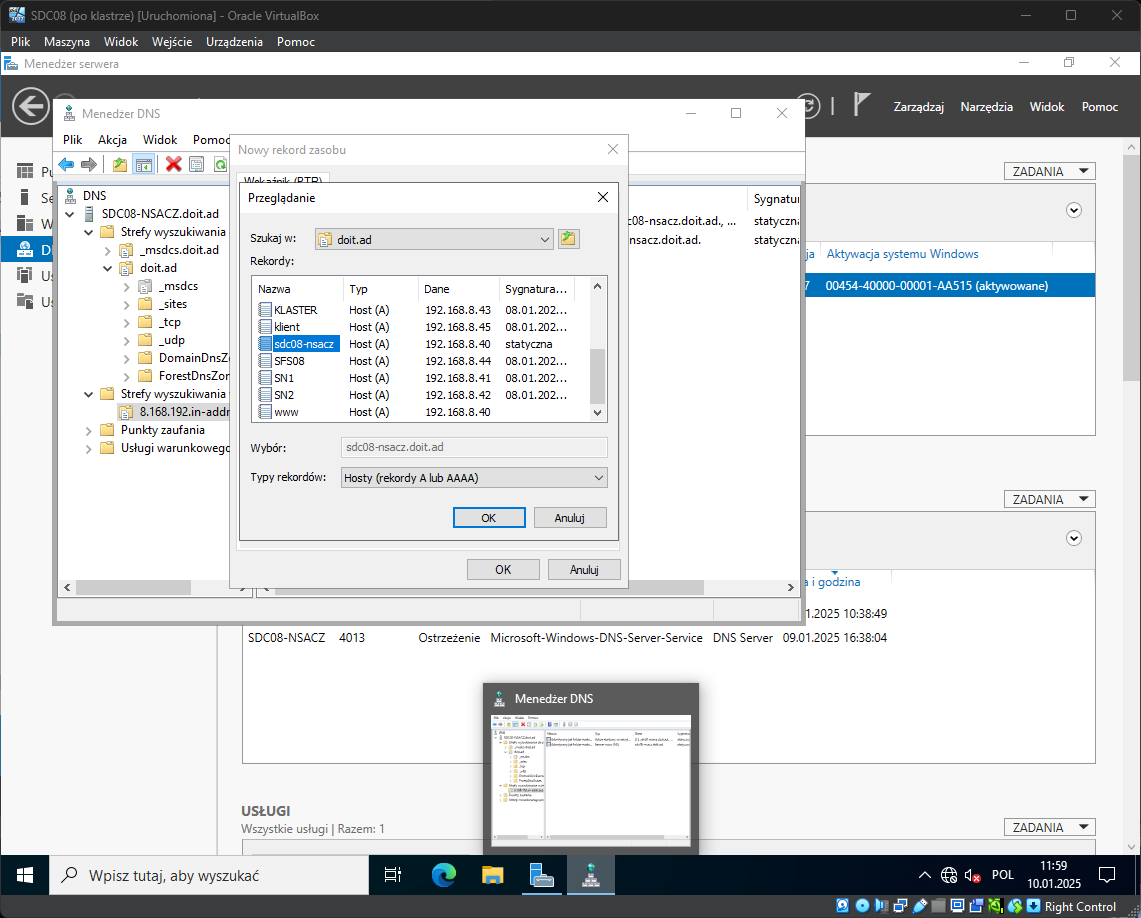 SDC08 (po klastrze) [Uruchomiona] - Oracle VirtualBox
Plik Maszyna Widok Wejście Urządzenia Pomoc
Menedżer serwera
Zarządzaj Narzędzia Widok Pomoc
Menedżer DNS
Plik Akcja Widok Pomoc
Nowy rekord zasobu
Wskaźnik (PTR)
Przeglądanie
DNS
SDC08-NSACZ.doit.ad
Strefy wyszukiwania
_msdcs.doit.ad
doit.ad
_msdcs
_sites
_tcp
_udp
DomainDnsZo
ForestDnsZon
Strefy wyszukiwania
8.168.192.in-addr
Punkty zaufania
Usługi warunkowego
Szukaj w:
doit.ad
Rekordy:
Nazwa Typ Dane Sygnatura...
KLASTER Host (A) 192.168.8.43 08.01.202...
klient Host (A) 192.168.8.45 08.01.202...
sdc08-nsacz Host (A) 192.168.8.40 statyczna
SFS08 Host (A) 192.168.8.44 08.01.202...
SN1 Host (A) 192.168.8.41 08.01.202...
SN2 Host (A) 192.168.8.42 08.01.202...
www Host (A) 192.168.8.40
Wybór: sdc08-nsacz.doit.ad
Typy rekordów: Hosty (rekordy A lub AAAA)
OK Anuluj
OK Anuluj
Sygnatura
c08-nsacz.doit.ad., ... statyczna
nsacz.doit.ad. statyczna
ZADANIA
ja Aktywacja systemu Windows
7 00454-40000-00001-AA515 (aktywowane)
ZADANIA
a i godzina
.01.2025 10:38:49
SDC08-NSACZ 4013 Ostrzeżenie Microsoft-Windows-DNS-Server-Service DNS Server 09.01.2025 16:38:04
Menedżer DNS
USŁUGI
Wszystkie usługi | Razem: 1
ZADANIA
Wpisz tutaj, aby wyszukać
POL
11:59
10.01.2025
Right Control